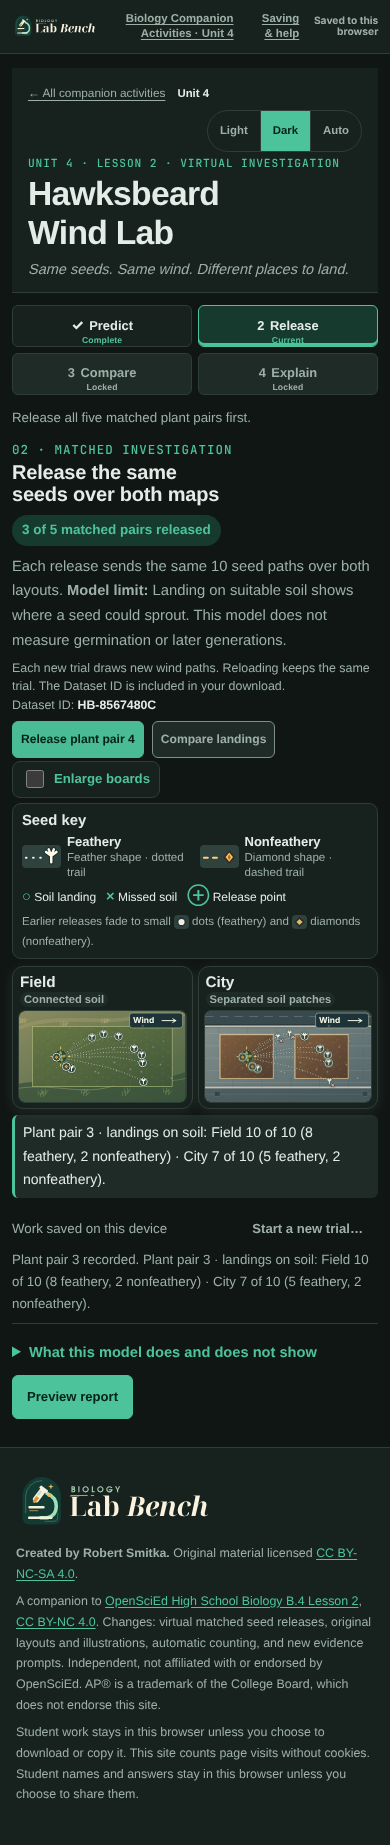 BIOLOGY
Lab Bench
Biology Companion
Activities · Unit 4
Saving
& help
Saved to this
browser
← All companion activities Unit 4
Light Dark Auto
UNIT 4 · LESSON 2 · VIRTUAL INVESTIGATION
Hawksbeard
Wind Lab
Same seeds. Same wind. Different places to land.
✓ Predict
Complete
2 Release
Current
3 Compare
Locked
4 Explain
Locked
Release all five matched plant pairs first.
02 · MATCHED INVESTIGATION
Release the same
seeds over both maps
3 of 5 matched pairs released
Each release sends the same 10 seed paths over both
layouts. Model limit: Landing on suitable soil shows
where a seed could sprout. This model does not
measure germination or later generations.
Each new trial draws new wind paths. Reloading keeps the same
trial. The Dataset ID is included in your download.
Dataset ID: HB-8567480C
Release plant pair 4 Compare landings
Enlarge boards
Seed key
Feathery
Feather shape · dotted
trail
Nonfeathery
Diamond shape ·
dashed trail
○ Soil landing × Missed soil Release point
Earlier releases fade to small dots (feathery) and diamonds
(nonfeathery).
Field
Connected soil
Wind →
City
Separated soil patches
Wind →
Plant pair 3 · landings on soil: Field 10 of 10 (8
feathery, 2 nonfeathery) · City 7 of 10 (5 feathery, 2
nonfeathery).
Work saved on this device Start a new trial…
Plant pair 3 recorded. Plant pair 3 · landings on soil: Field 10
of 10 (8 feathery, 2 nonfeathery) · City 7 of 10 (5 feathery, 2
nonfeathery).
▶ What this model does and does not show
Preview report
BIOLOGY
Lab Bench
Created by Robert Smitka. Original material licensed CC BY-
NC-SA 4.0.
A companion to OpenSciEd High School Biology B.4 Lesson 2,
CC BY-NC 4.0. Changes: virtual matched seed releases, original
layouts and illustrations, automatic counting, and new evidence
prompts. Independent, not affiliated with or endorsed by
OpenSciEd. AP® is a trademark of the College Board, which
does not endorse this site.
Student work stays in this browser unless you choose to
download or copy it. This site counts page visits without cookies.
Student names and answers stay in this browser unless you
choose to share them.